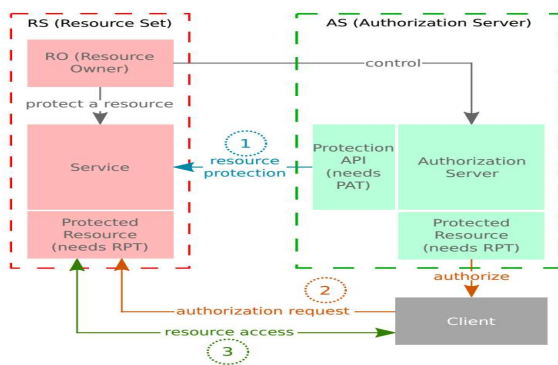 RS (Resource Set)
AS (Authorization Server)
RO (Resource
Owner)
control
protect a resource
1
resource
protection
Service
Protection
API
(needs
PAT)
Authorization
Server
Protected
Resource
(needs RPT)
Protected
Resource
(needs RPT)
authorize
2
authorization request
Client
resource access
3